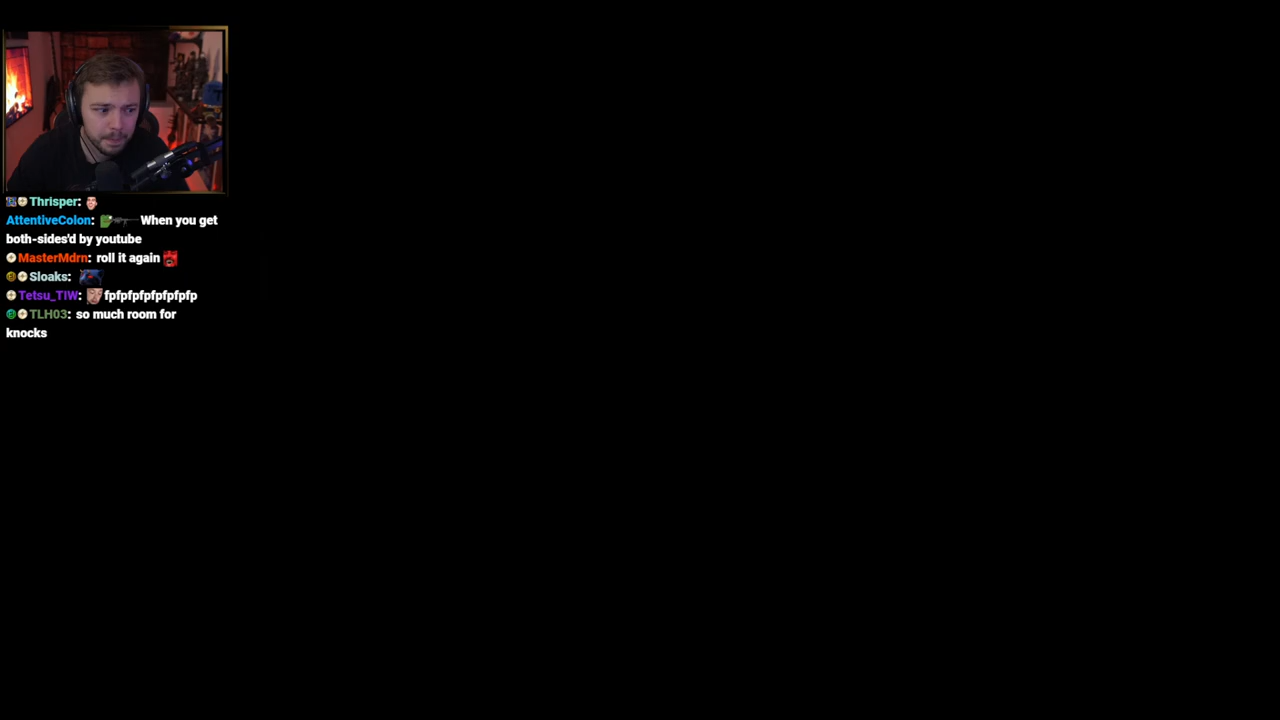 Thrisper:
AttentiveColon: When you get
both-sides'd by youtube
MasterMdrn: roll it again
Sloaks:
Tetsu_TIW: fpfpfpfpfpfpfpfp
TLH03: so much room for
knocks